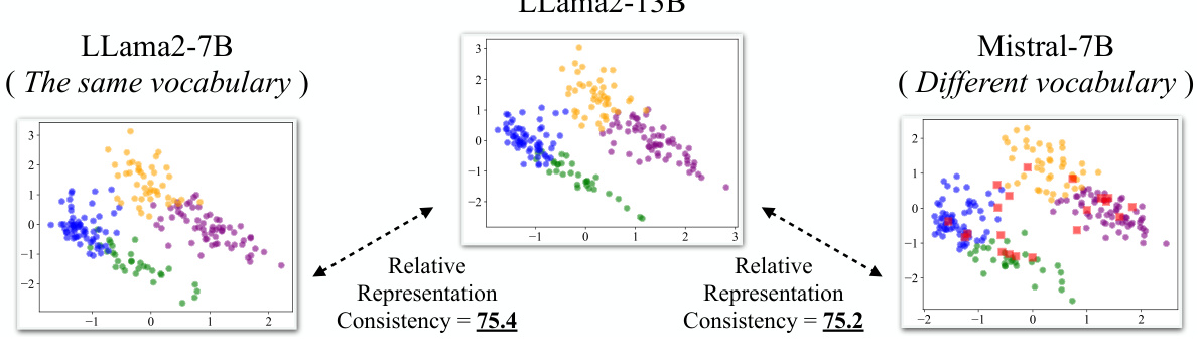 LLama2-13B
LLama2-7B
( The same vocabulary )
Mistral-7B
( Different vocabulary )
3
2
1
0
−1
−2
−1
0
1
2
3
2
1
0
−1
−2
−1
0
1
2
3
2
1
0
−1
−2
−2
−1
0
1
2
Relative
Representation
Consistency = 75.4
Relative
Representation
Consistency = 75.2